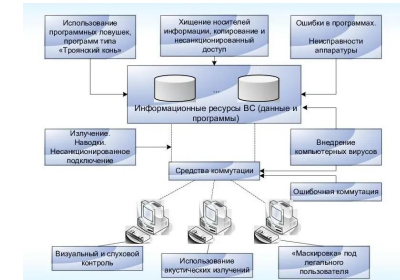 Использование
программных ловушек,
программ типа
«Троянский конь»
Хищение носителей
информации, копирование и
несанкционированный
доступ
Ошибки в программах.
Неисправности
аппаратуры
...
Информационные ресурсы ВС (данные и
программы)
Излучение.
Наводки.
Несанкционированное
подключение
Внедрение
компьютерных вирусов
Средства коммутации
Ошибочная коммутация
Визуальный и слуховой
контроль
Использование
акустических излучений
«Маскировка» под
легального
пользователя